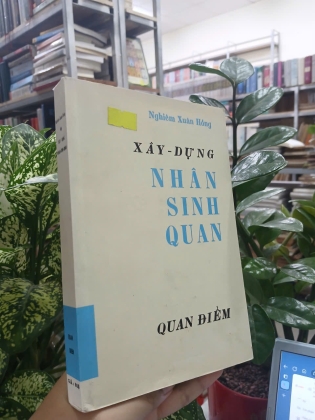 Nghiêm Xuân Hồng
XÂY-DỰNG
NHÂN
SINH
QUAN
QUAN ĐIỂM